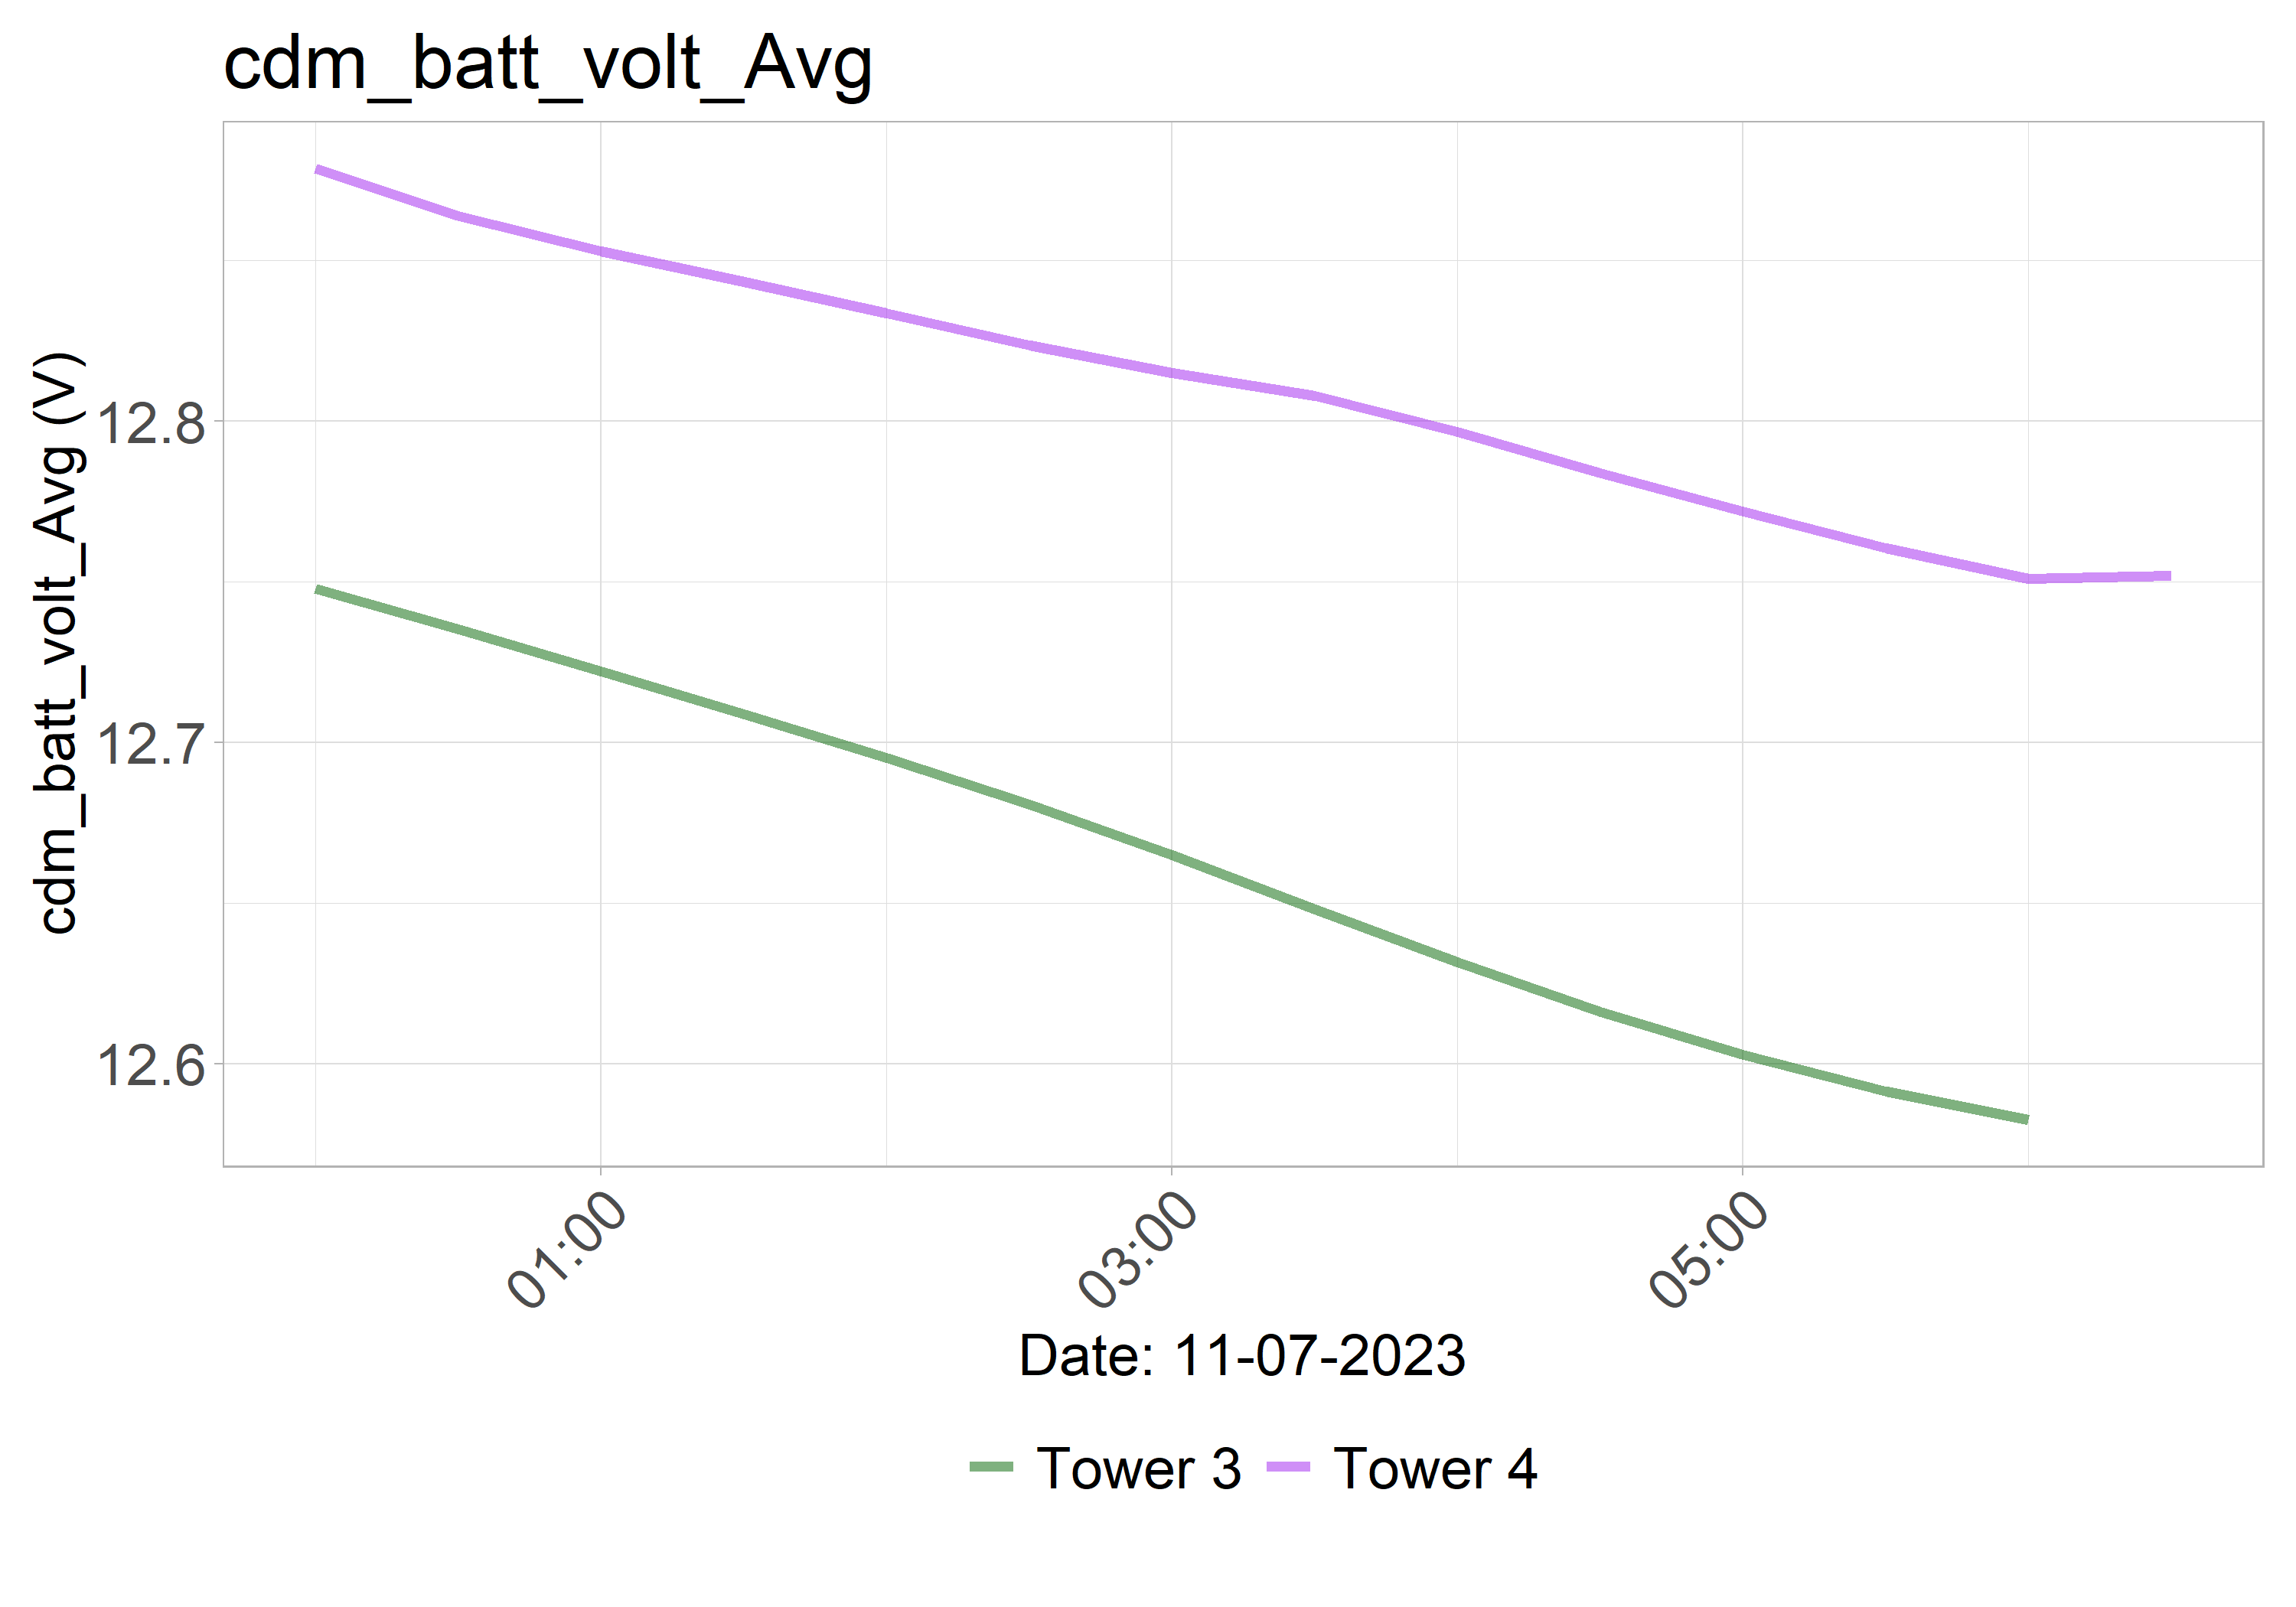 cdm_batt_volt_Avg
cdm_batt_volt_Avg (V)
12.8
12.7
12.6
01:00
03:00
05:00
Date: 11-07-2023
Tower 3
Tower 4